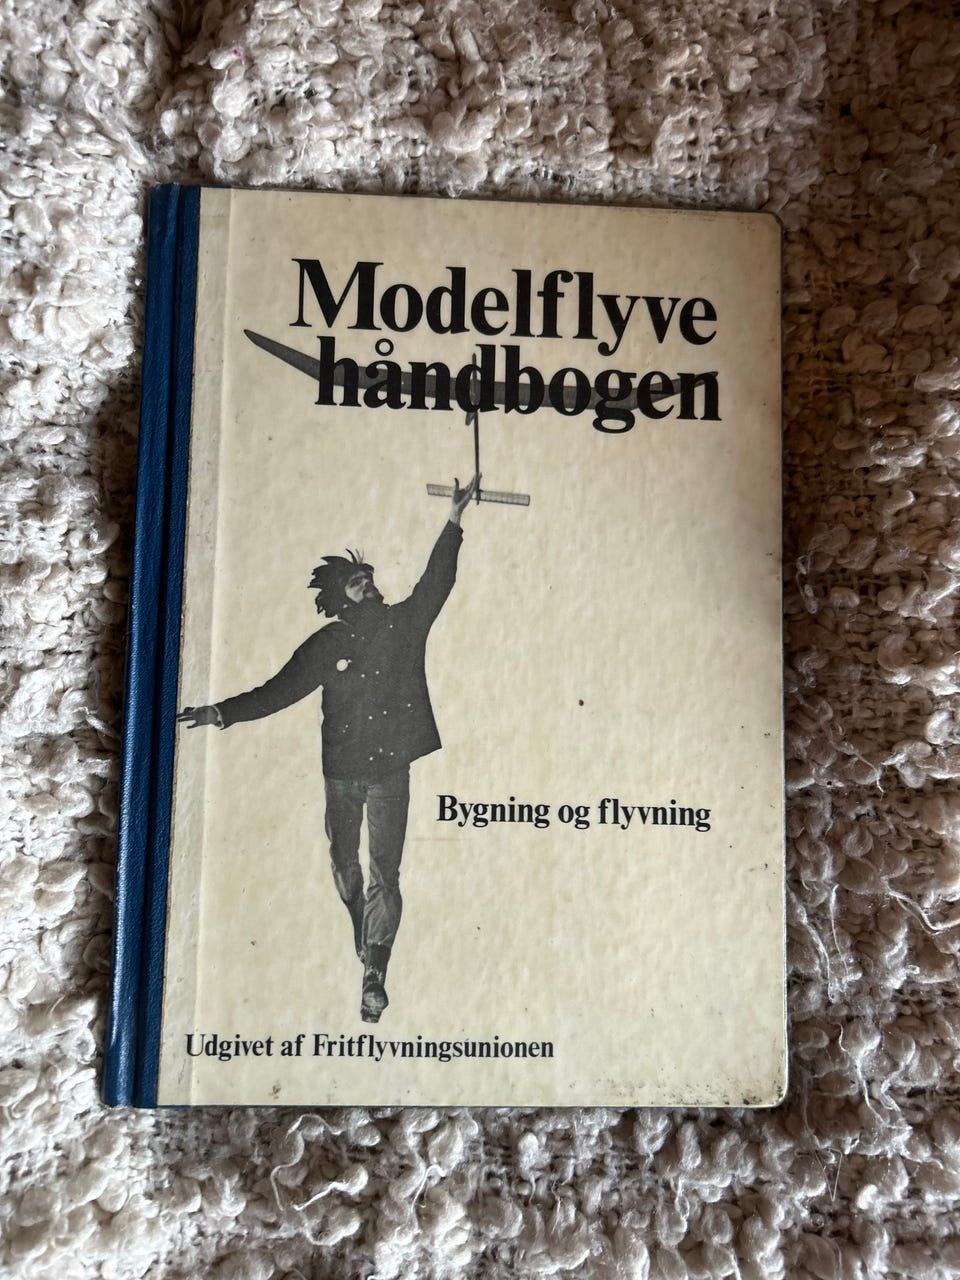 Modelflyve
håndbogen
Bygning og flyvning
Udgivet af Fritflyvningsunionen